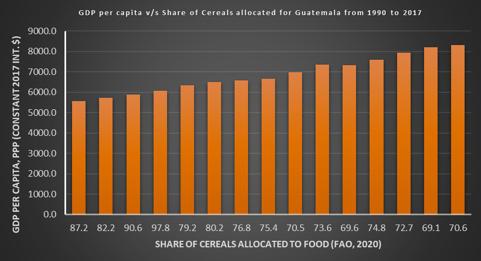 GDP per capita v/s Share of Cereals allocated for Guatemala from 1990 to 2017
GDP PER CAPITA, PPP (CONSTANT 2017 INT. $)
9000.0
8000.0
7000.0
6000.0
5000.0
4000.0
3000.0
2000.0
1000.0
0.0
87.2 82.2 90.6 97.8 79.2 80.2 76.8 75.4 70.5 73.6 69.6 74.8 72.7 69.1 70.6
SHARE OF CEREALS ALLOCATED TO FOOD (FAO, 2020)